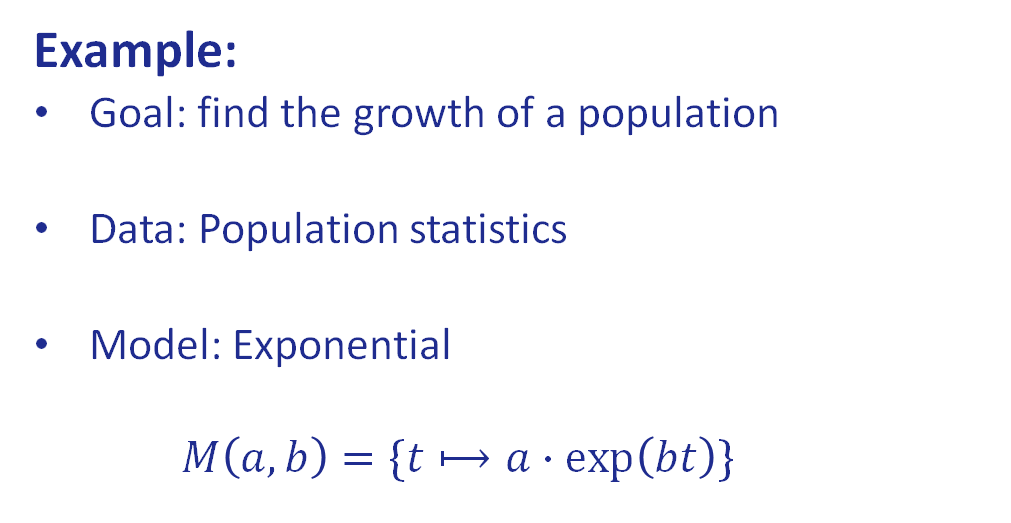 Example:
• Goal: find the growth of a population
• Data: Population statistics
• Model: Exponential
M(a, b) = {t ⟼ a · exp(bt)}